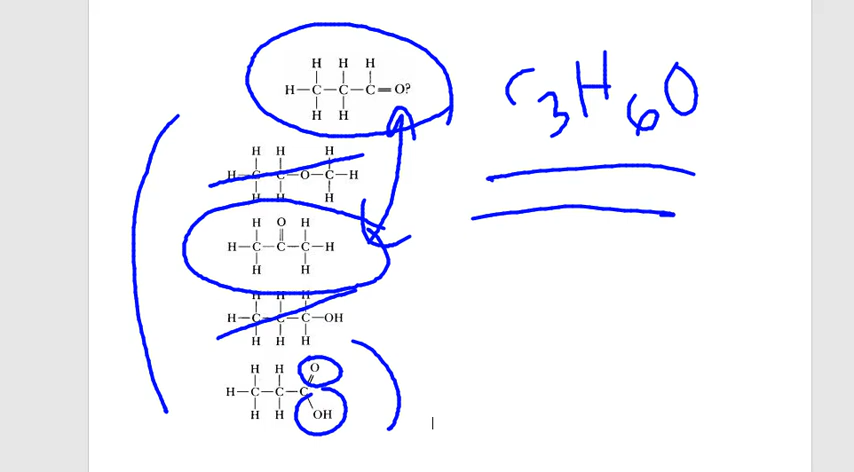 H H H
H-C-C-C=O?
H H
C3H6O
H H H
H-C-C-O-C-H
H H H
H O H
H-C-C-C-H
H H
H H H
H-C-C-C-OH
H H H
H H O
H-C-C-C
H H OH